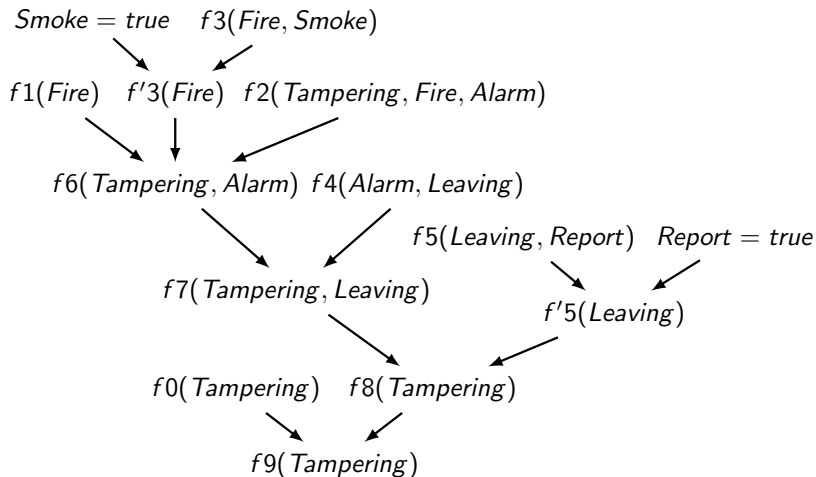 Smoke = true f3(Fire, Smoke)
f1(Fire) f′3(Fire) f2(Tampering, Fire, Alarm)
f6(Tampering, Alarm) f4(Alarm, Leaving)
f5(Leaving, Report) Report = true
f7(Tampering, Leaving)
f′5(Leaving)
f0(Tampering) f8(Tampering)
f9(Tampering)